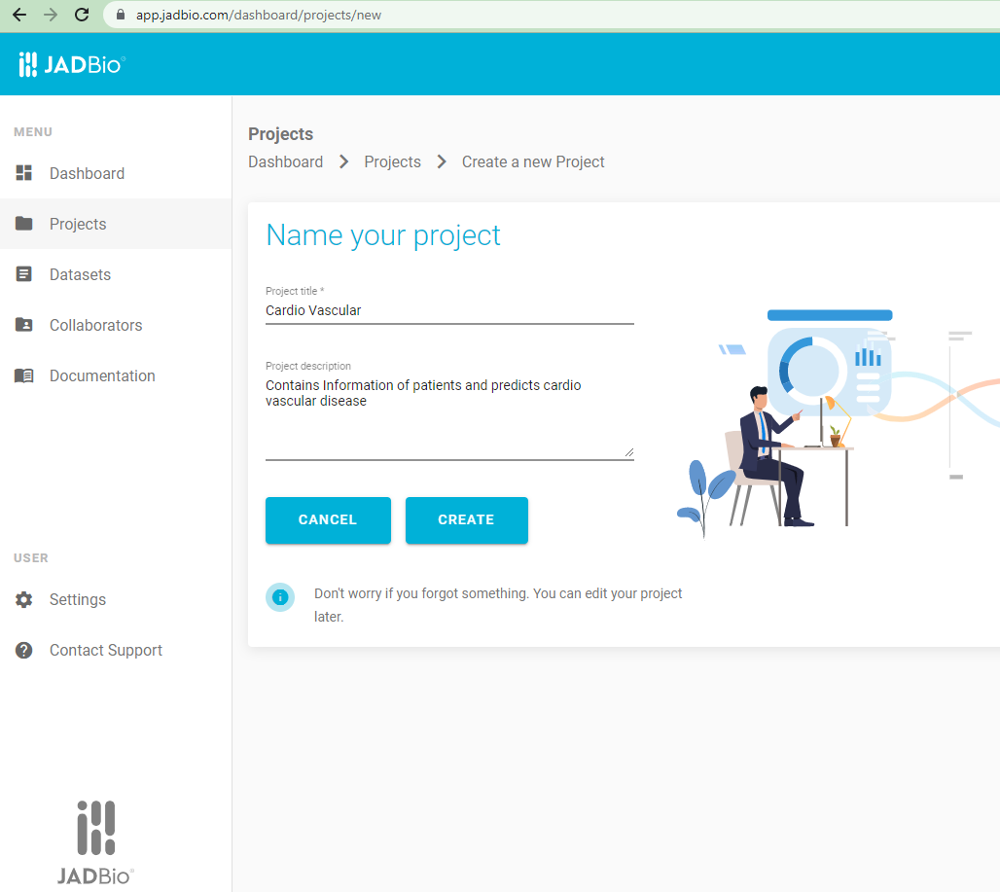 app.jadbio.com/dashboard/projects/new
JADBio
MENU
Dashboard
Projects
Datasets
Collaborators
Documentation
USER
Settings
Contact Support
JADBio
Projects
Dashboard > Projects > Create a new Project
Name your project
Project title *
Cardio Vascular
Project description
Contains Information of patients and predicts cardio
vascular disease
CANCEL CREATE
Don't worry if you forgot something. You can edit your project
later.